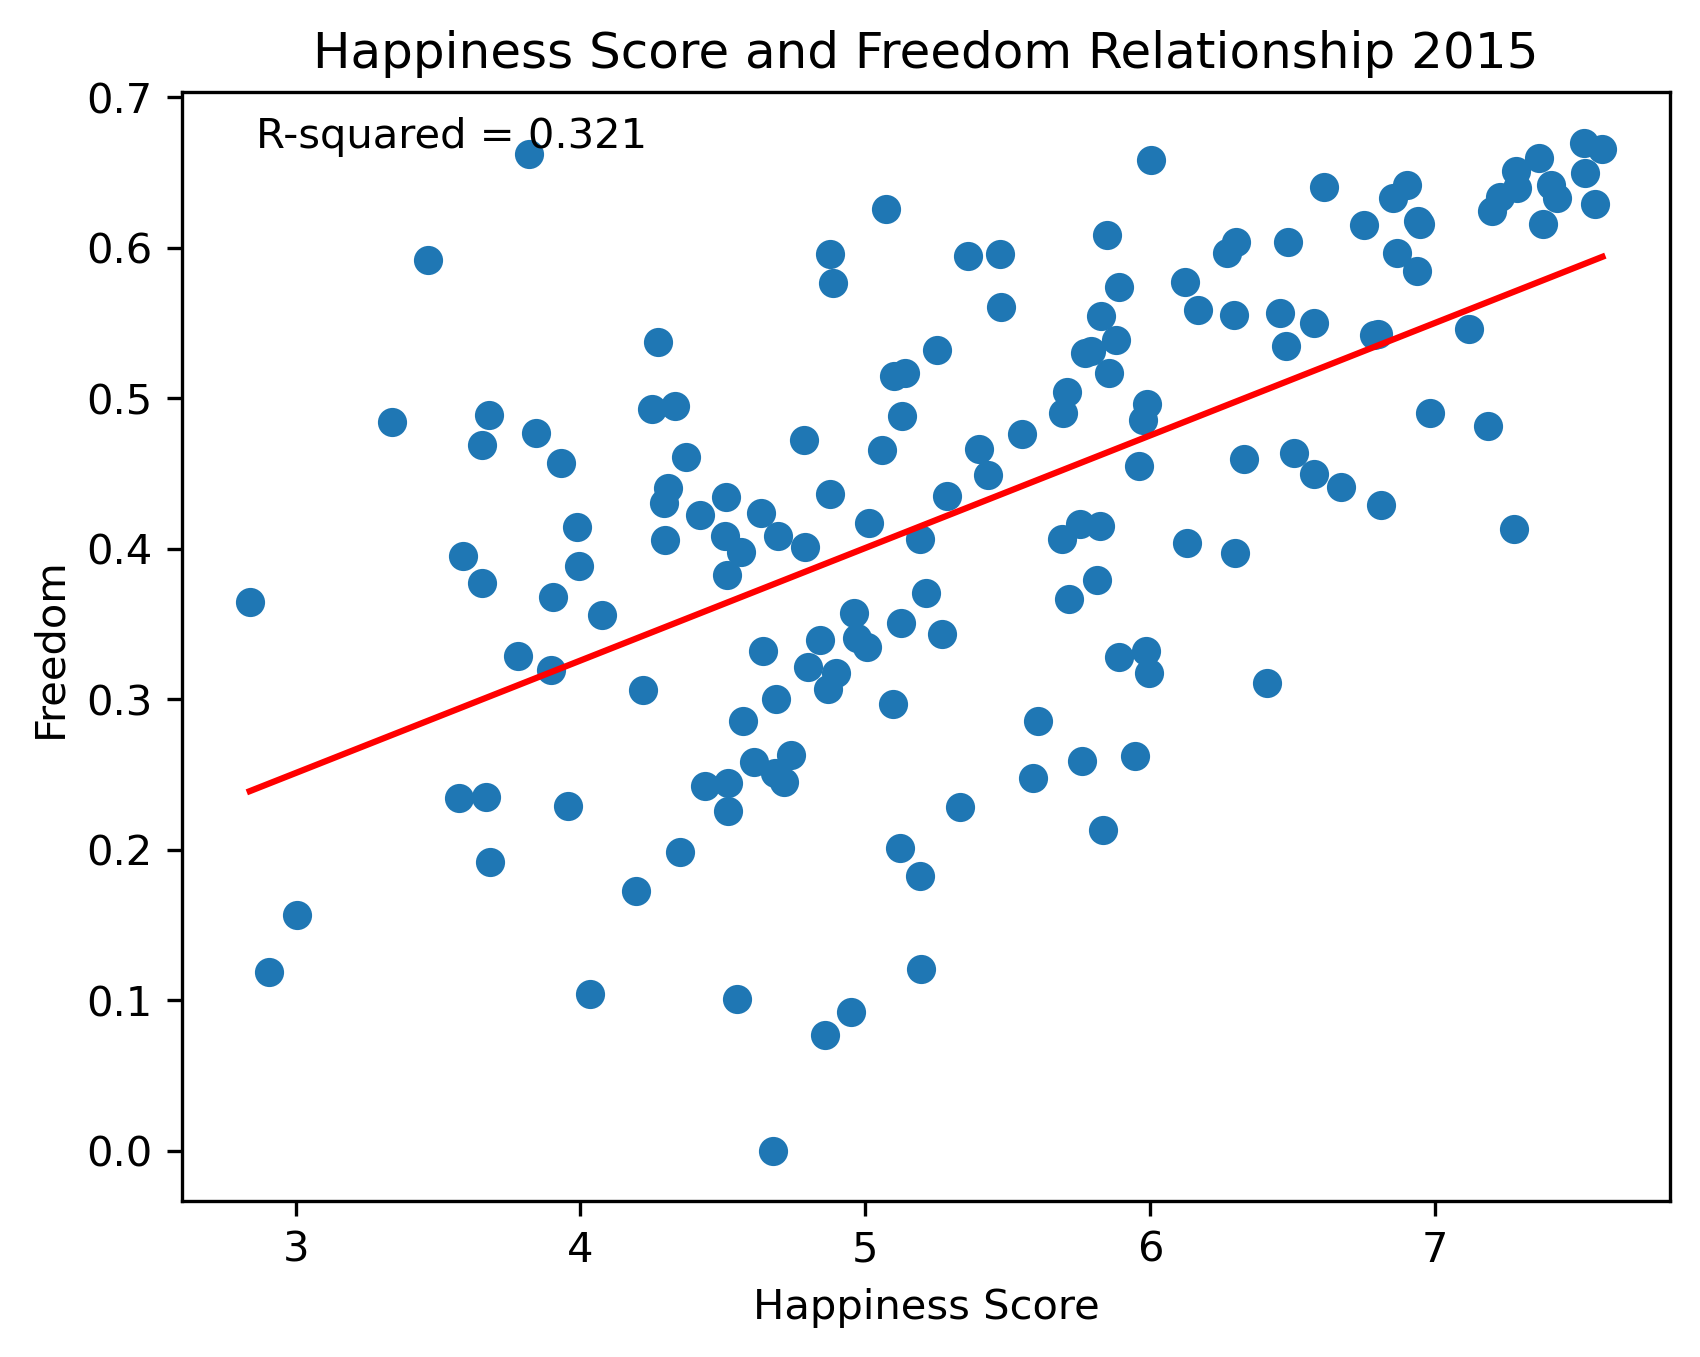 Happiness Score and Freedom Relationship 2015
R-squared = 0.321
0.7
0.6
0.5
0.4
0.3
0.2
0.1
0.0
Freedom
3 4 5 6 7
Happiness Score